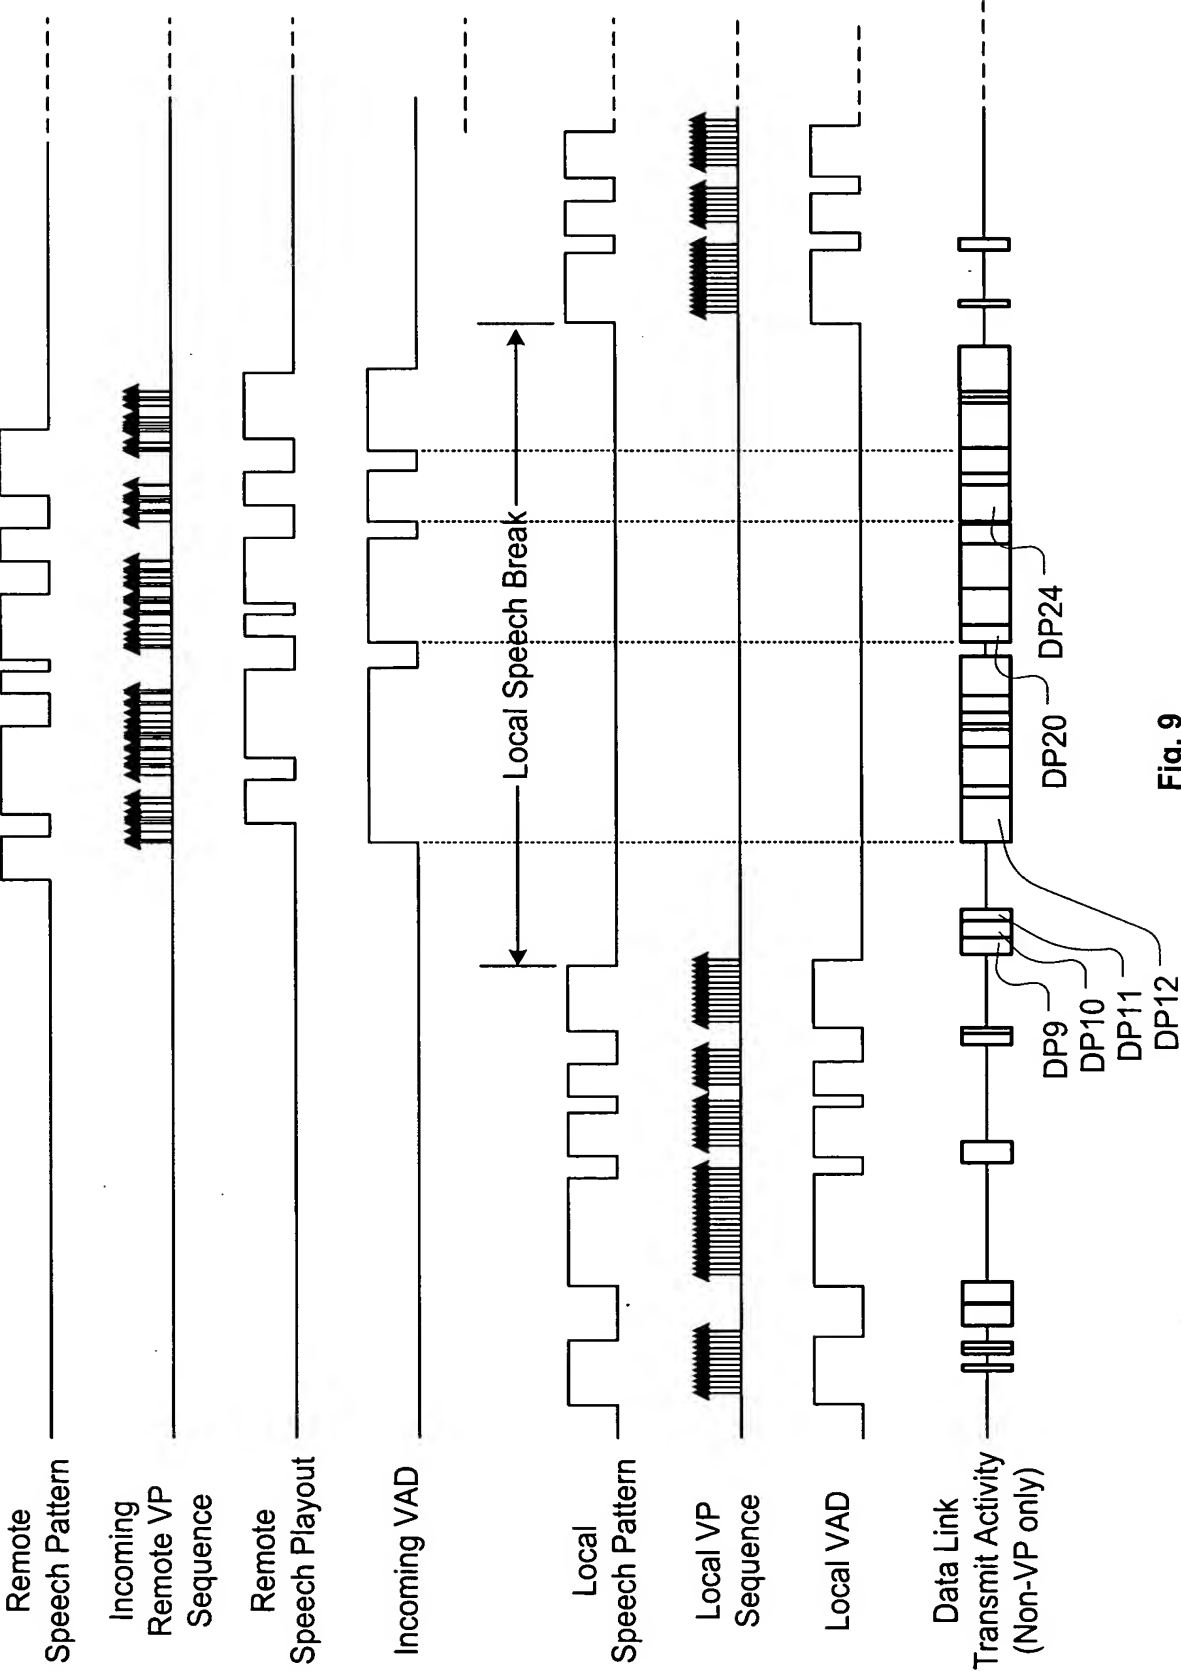 Remote
Speech Pattern
Incoming
Remote VP
Sequence
Remote
Speech Playout
Incoming VAD
Local Speech Break
Local
Speech Pattern
Local VP
Sequence
Local VAD
Data Link
Transmit Activity
(Non-VP only)
DP9
DP10
DP11
DP12
DP20
DP24
Fig. 9